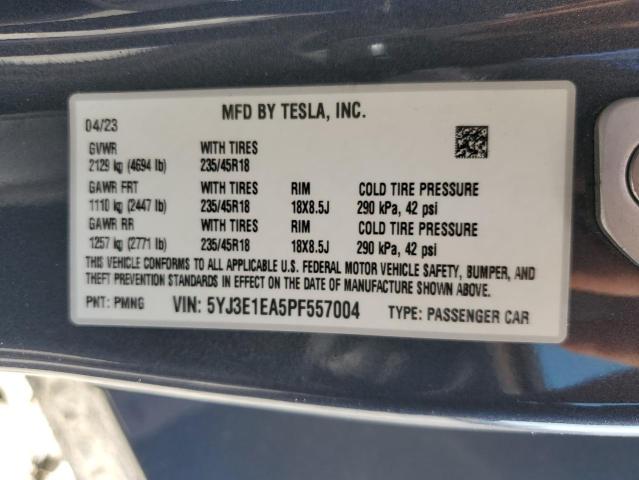 MFD BY TESLA, INC.
04/23
GVWR WITH TIRES
2129 kg (4694 lb) 235/45R18
GAWR FRT WITH TIRES RIM COLD TIRE PRESSURE
1110 kg (2447 lb) 235/45R18 18X8.5J 290 kPa, 42 psi
GAWR RR WITH TIRES RIM COLD TIRE PRESSURE
1257 kg (2771 lb) 235/45R18 18X8.5J 290 kPa, 42 psi
THIS VEHICLE CONFORMS TO ALL APPLICABLE U.S. FEDERAL MOTOR VEHICLE SAFETY, BUMPER, AND
THEFT PREVENTION STANDARDS IN EFFECT ON THE DATE OF MANUFACTURE SHOWN ABOVE.
PNT: PMNG VIN: 5YJ3E1EA5PF557004 TYPE: PASSENGER CAR